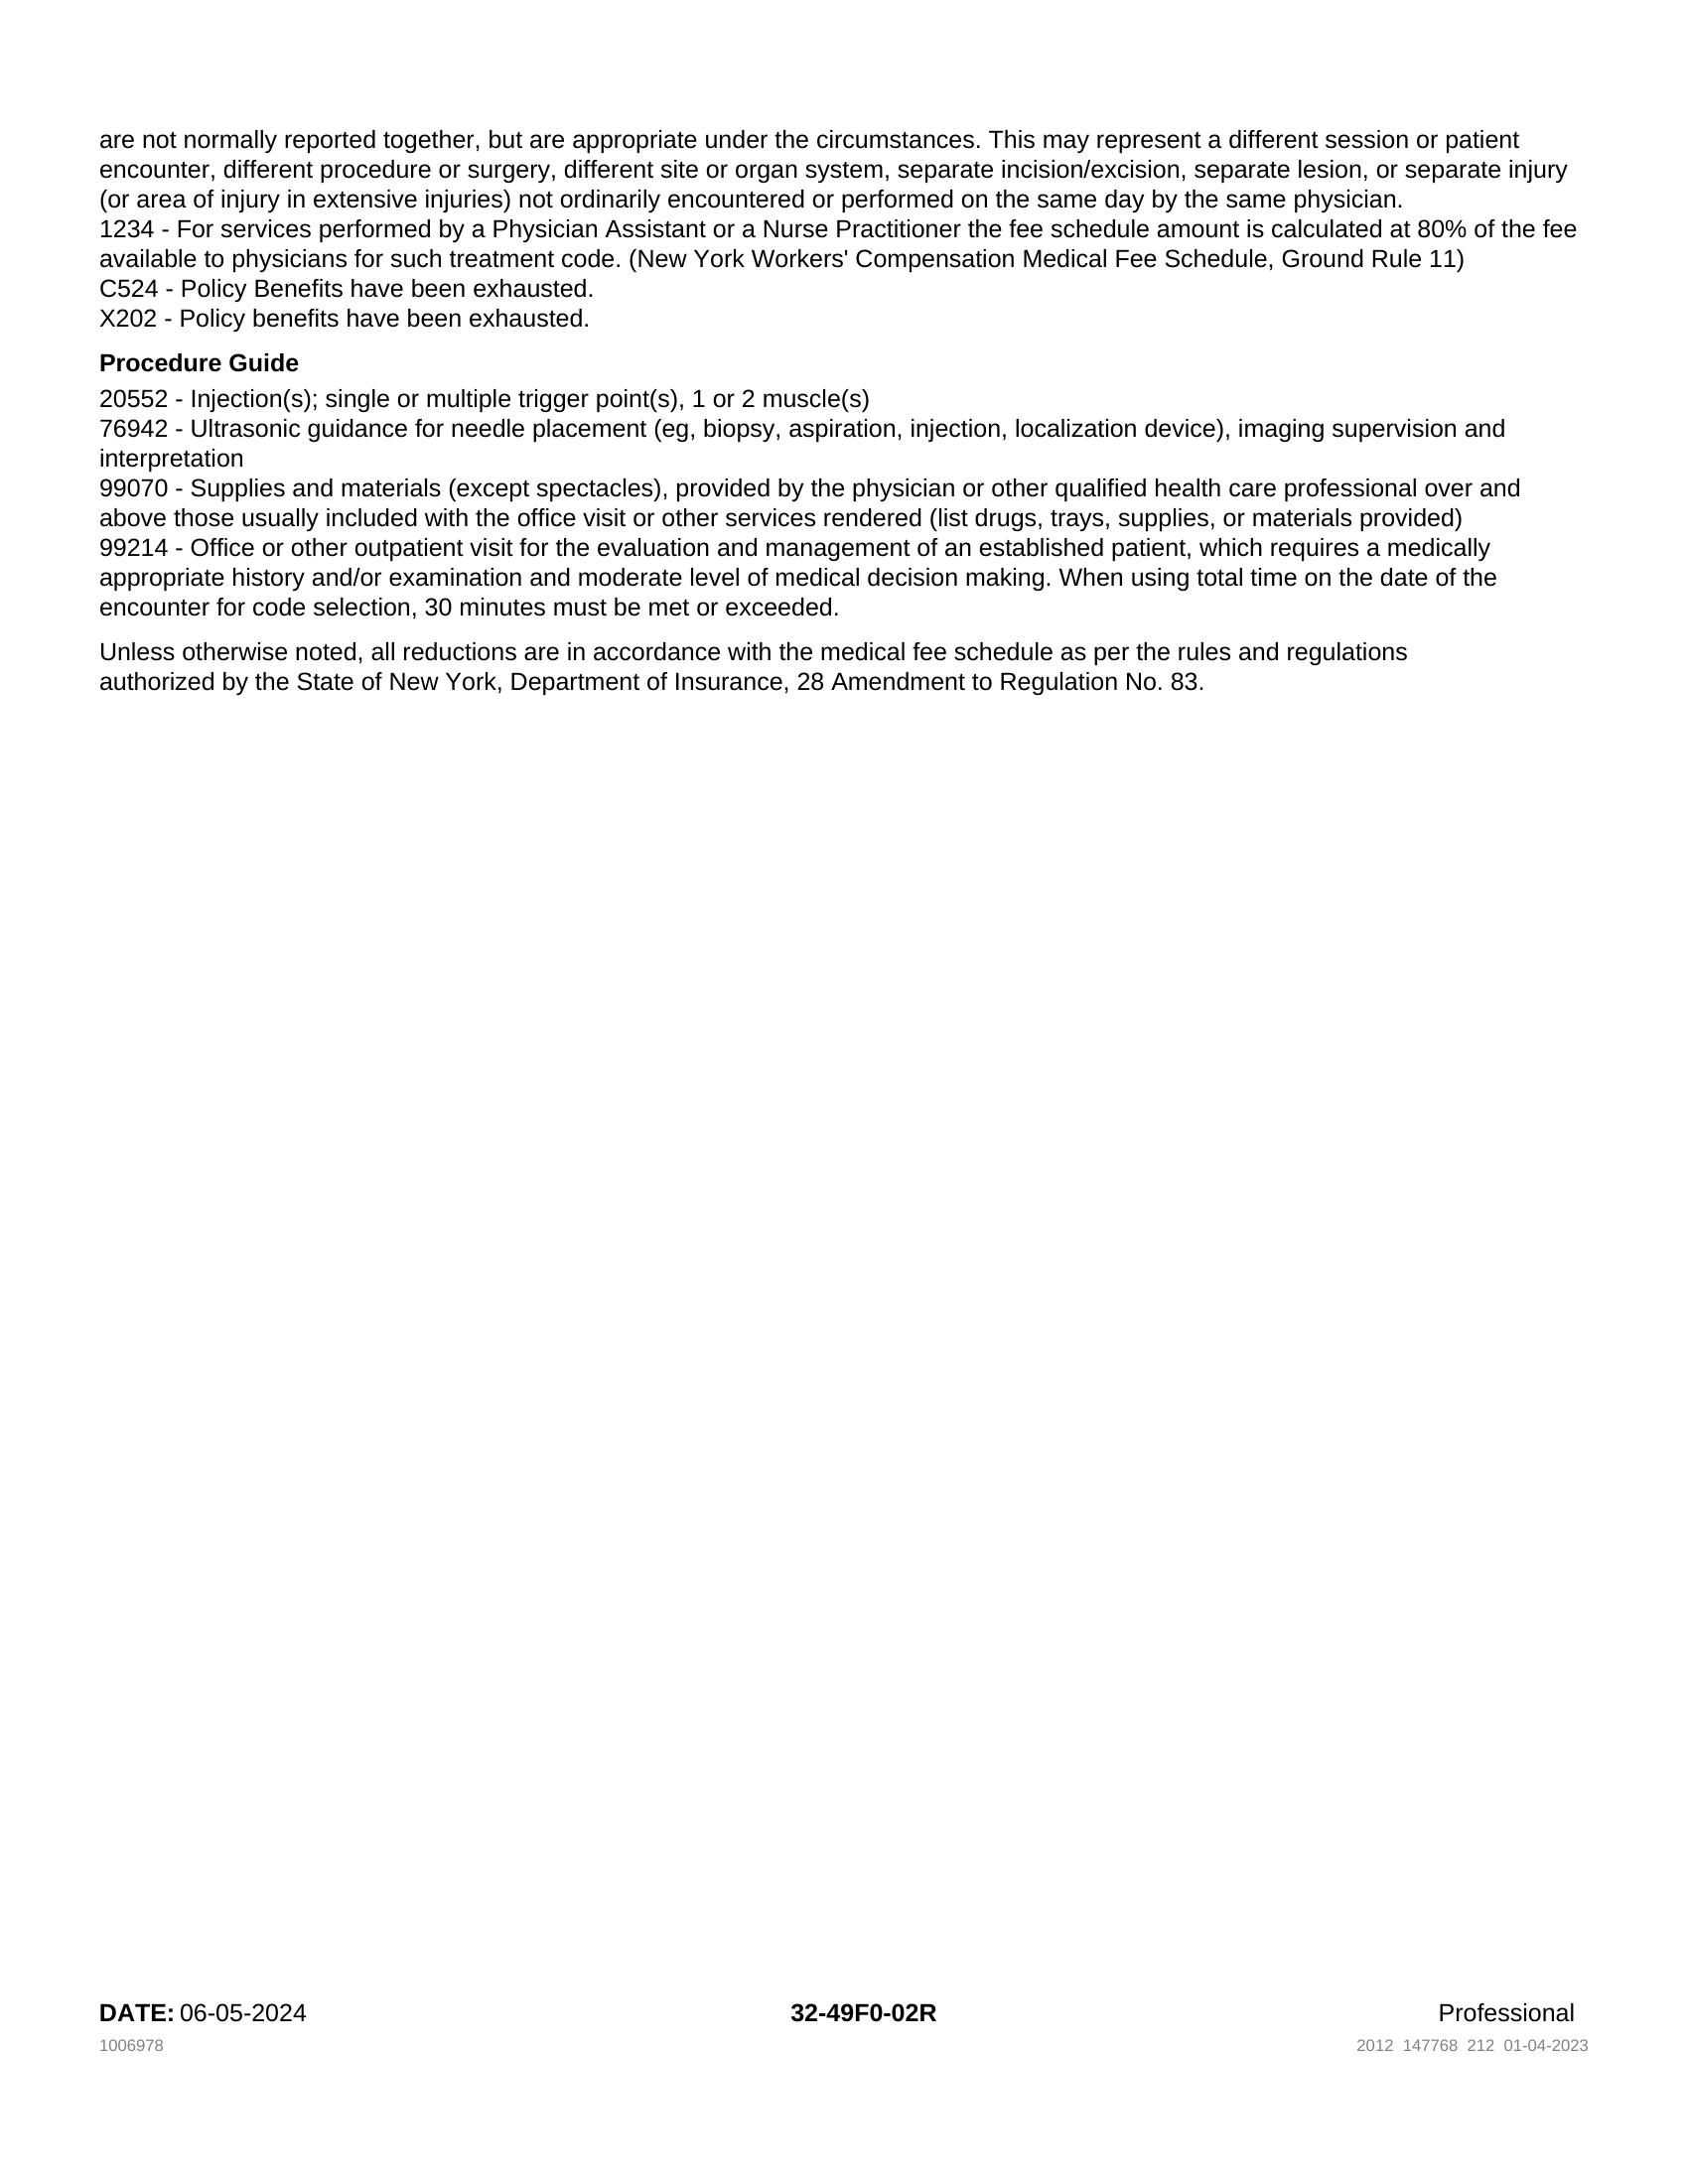 are not normally reported together, but are appropriate under the circumstances. This may represent a different session or patient
encounter, different procedure or surgery, different site or organ system, separate incision/excision, separate lesion, or separate injury
(or area of injury in extensive injuries) not ordinarily encountered or performed on the same day by the same physician.
1234 - For services performed by a Physician Assistant or a Nurse Practitioner the fee schedule amount is calculated at 80% of the fee
available to physicians for such treatment code. (New York Workers' Compensation Medical Fee Schedule, Ground Rule 11)
C524 - Policy Benefits have been exhausted.
X202 - Policy benefits have been exhausted.
Procedure Guide
20552 - Injection(s); single or multiple trigger point(s), 1 or 2 muscle(s)
76942 - Ultrasonic guidance for needle placement (eg, biopsy, aspiration, injection, localization device), imaging supervision and
interpretation
99070 - Supplies and materials (except spectacles), provided by the physician or other qualified health care professional over and
above those usually included with the office visit or other services rendered (list drugs, trays, supplies, or materials provided)
99214 - Office or other outpatient visit for the evaluation and management of an established patient, which requires a medically
appropriate history and/or examination and moderate level of medical decision making. When using total time on the date of the
encounter for code selection, 30 minutes must be met or exceeded.
Unless otherwise noted, all reductions are in accordance with the medical fee schedule as per the rules and regulations
authorized by the State of New York, Department of Insurance, 28 Amendment to Regulation No. 83.
DATE: 06-05-2024 32-49F0-02R Professional
1006978 2012 147768 212 01-04-2023